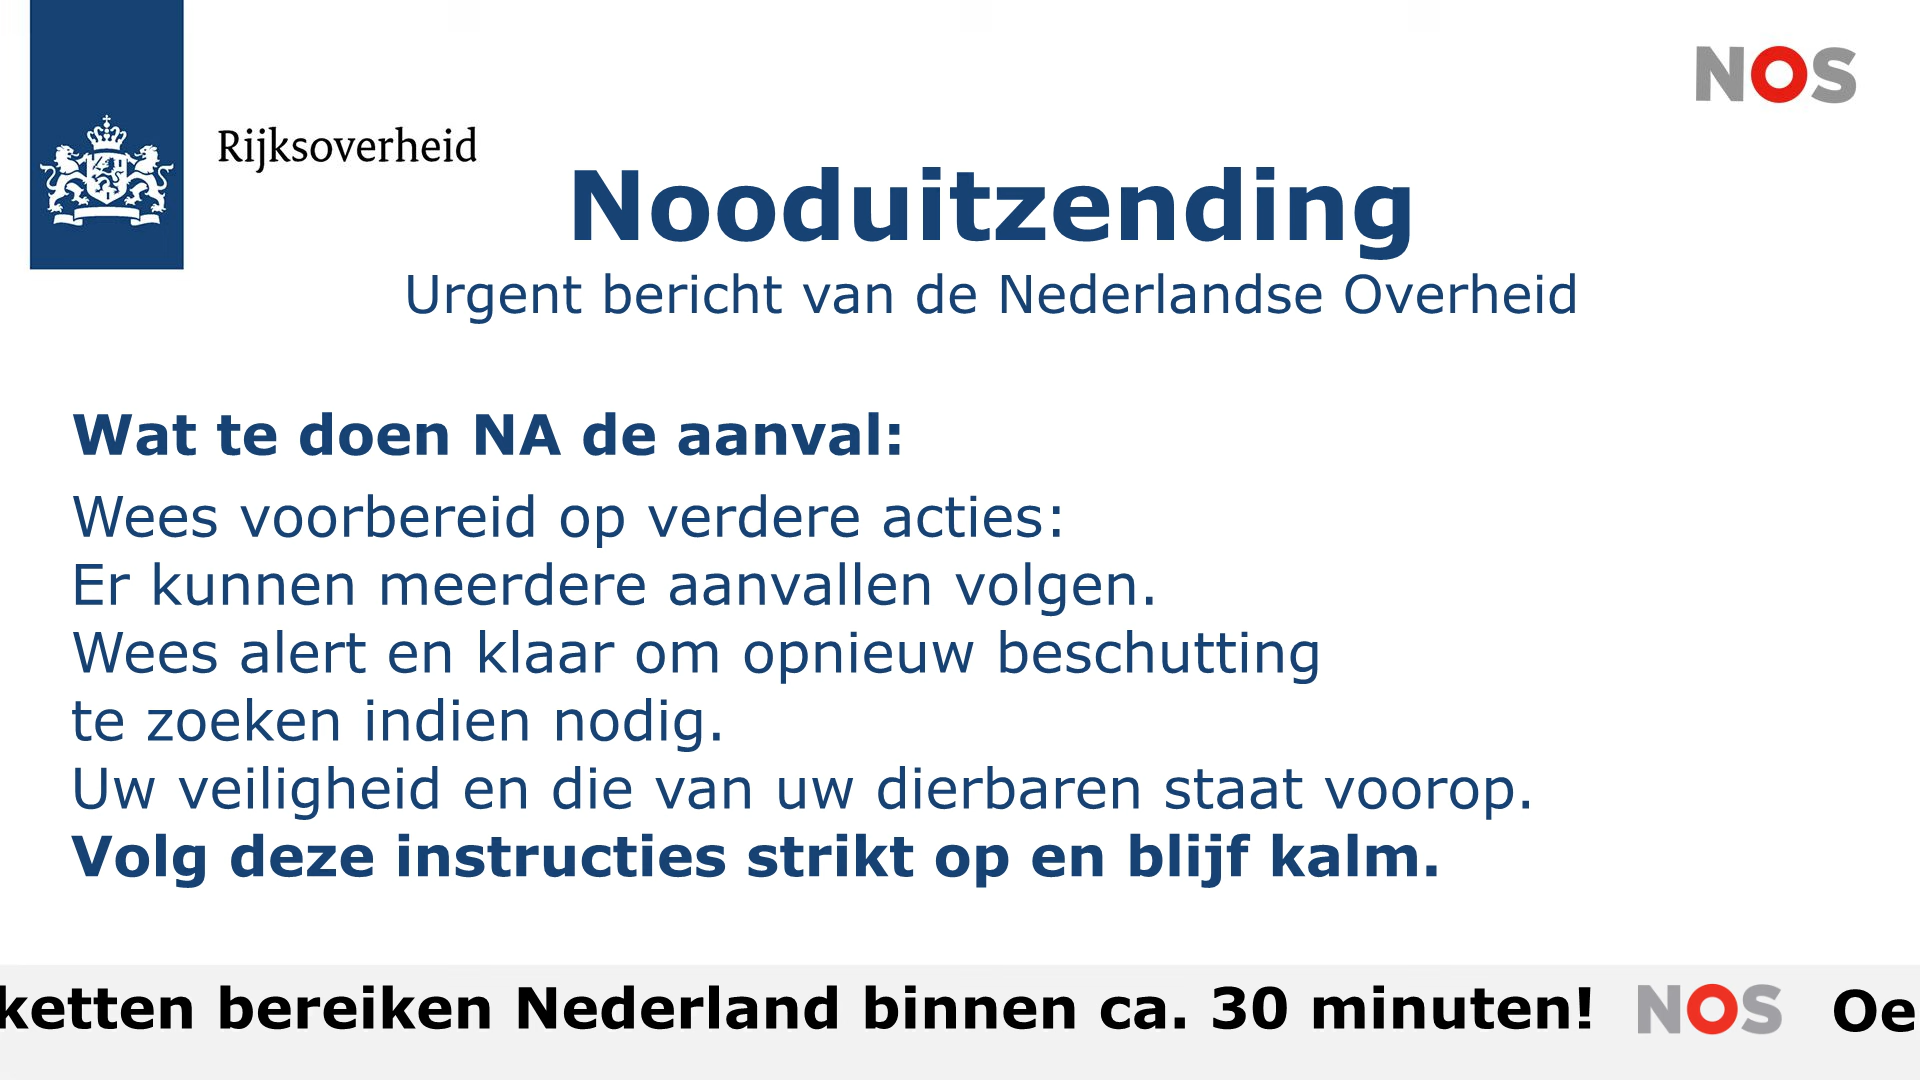 Rijksoverheid
NOS
Nooduitzending
Urgent bericht van de Nederlandse Overheid
Wat te doen NA de aanval:
Wees voorbereid op verdere acties:
Er kunnen meerdere aanvallen volgen.
Wees alert en klaar om opnieuw beschutting
te zoeken indien nodig.
Uw veiligheid en die van uw dierbaren staat voorop.
Volg deze instructies strikt op en blijf kalm.
ketten bereiken Nederland binnen ca. 30 minuten! NOS Oe